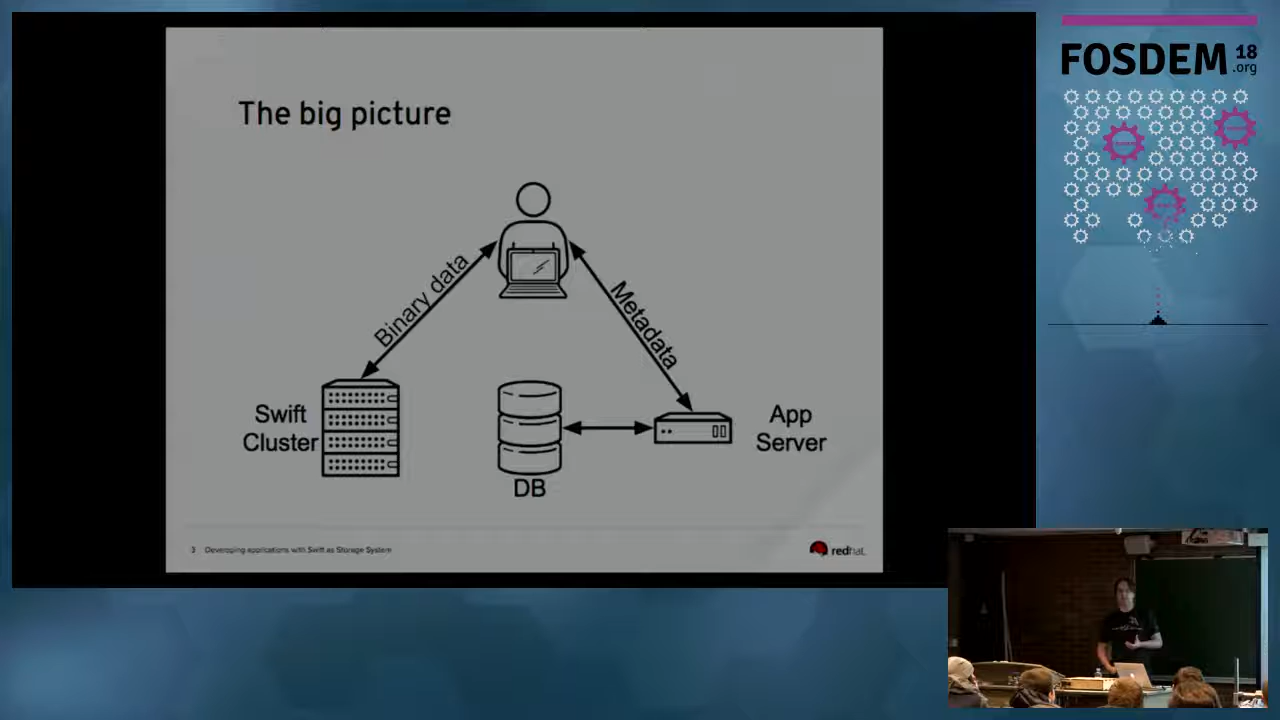 The big picture
Binary data
Metadata
Swift
Cluster
DB
App
Server
3 Developing applications with Swift as Storage System
redhat.
FOSDEM 18
.org